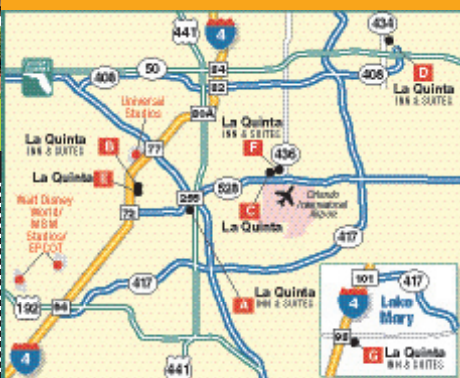 441
4
434
50
408
84
82
408
D
La Quinta
INN & SUITES
Universal
Studios
80A
La Quinta
INN & SUITES
B
77
La Quinta
INN & SUITES
F
436
La Quinta
E
528
255
C
La Quinta
Orlando
International
Airport
Walt Disney
World/
MGM
Studios/
EPCOT
72
417
417
A
La Quinta
INN & SUITES
192
64
4
441
101
417
4
Lake
Mary
98
G
La Quinta
INN & SUITES